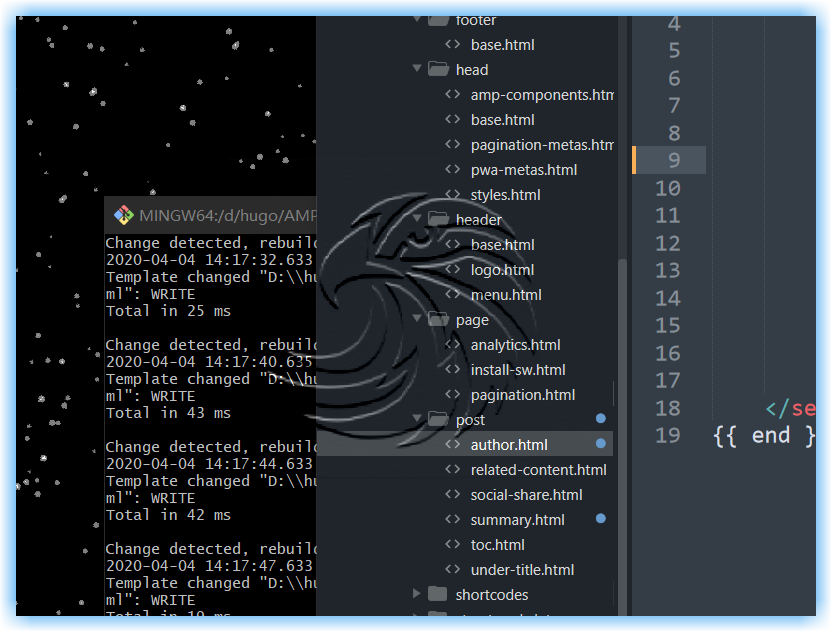 MINGW64:/d/hugo/AMP
Change detected, rebuild
2020-04-04 14:17:32.633
Template changed "D:\\hu
ml": WRITE
Total in 25 ms
Change detected, rebuild
2020-04-04 14:17:40.635
Template changed "D:\\hu
ml": WRITE
Total in 43 ms
Change detected, rebuild
2020-04-04 14:17:44.633
Template changed "D:\\hu
ml": WRITE
Total in 42 ms
Change detected, rebuild
2020-04-04 14:17:47.633
Template changed "D:\\hu
ml": WRITE
Total in 19 ms
footer
<> base.html
head
<> amp-components.htm
<> base.html
<> pagination-metas.htm
<> pwa-metas.html
<> styles.html
header
<> base.html
<> logo.html
<> menu.html
page
<> analytics.html
<> install-sw.html
<> pagination.html
post
<> author.html
<> related-content.html
<> social-share.html
<> summary.html
<> toc.html
<> under-title.html
shortcodes
4
5
6
7
8
9
10
11
12
13
14
15
16
17
18 </se
19 {{ end }